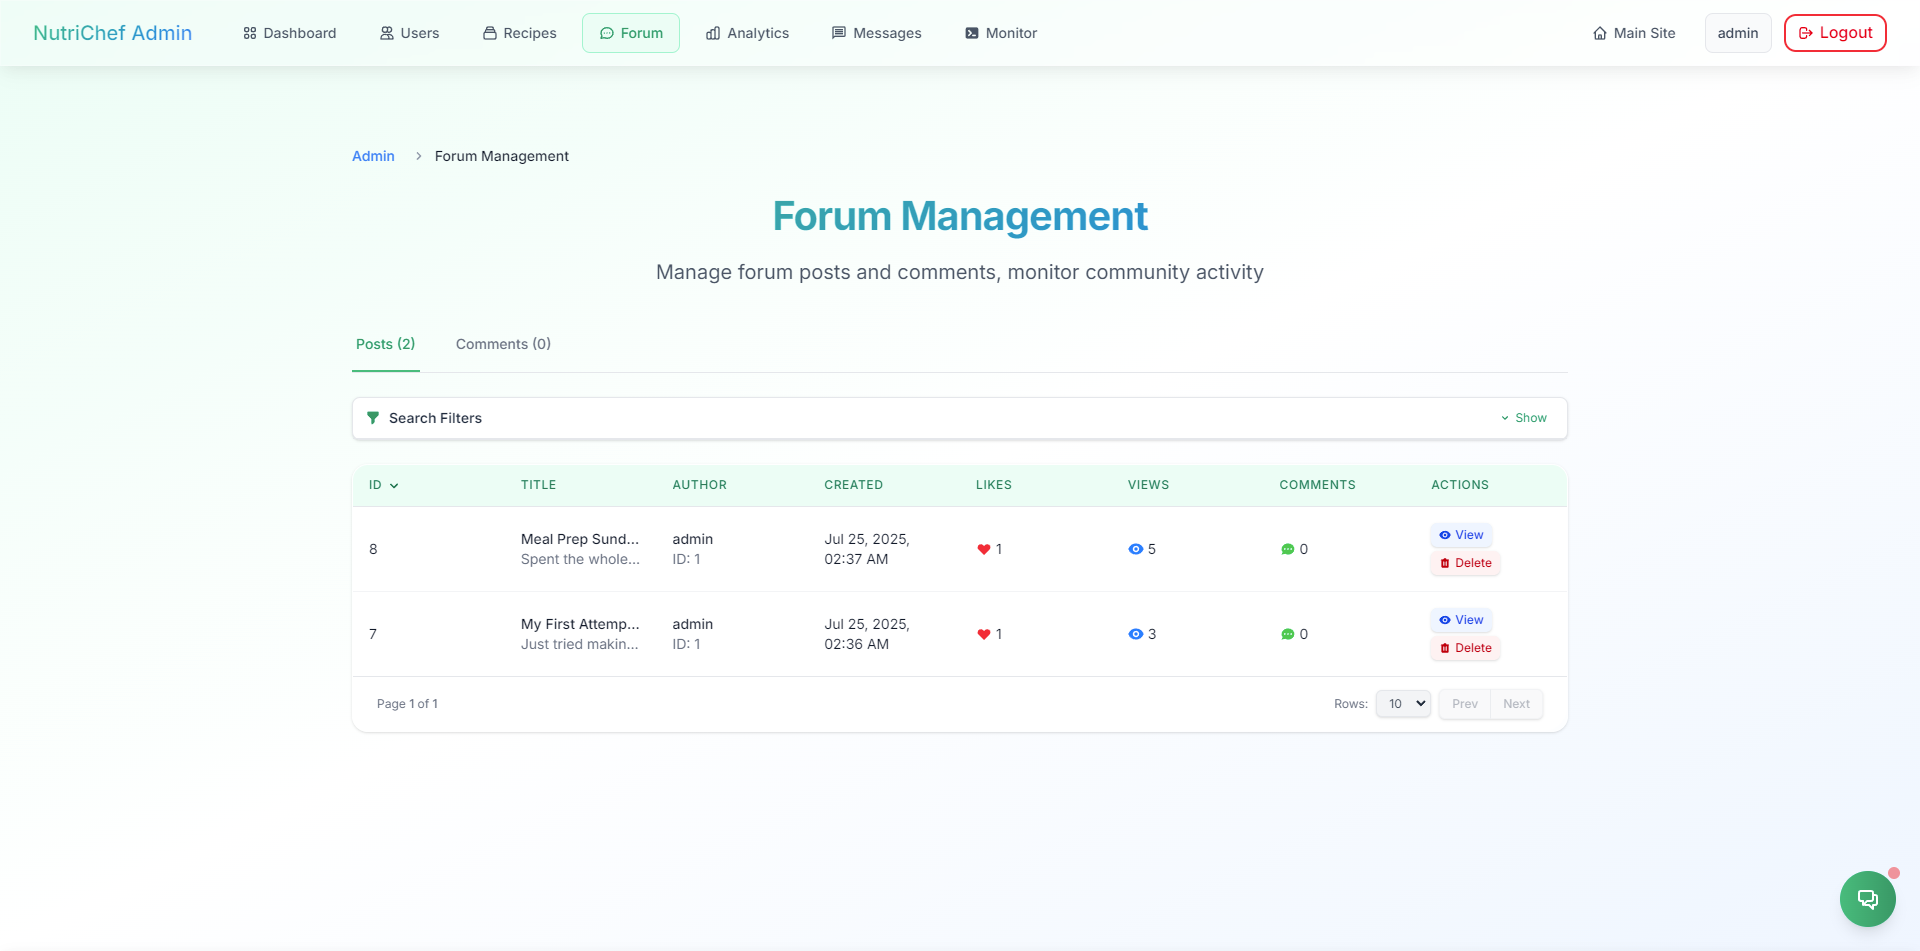 NutriChef Admin
Dashboard
Users
Recipes
Forum
Analytics
Messages
Monitor
Main Site
admin
Logout
Admin
Forum Management
Forum Management
Manage forum posts and comments, monitor community activity
Posts (2)
Comments (0)
Search Filters
Show
ID
TITLE
AUTHOR
CREATED
LIKES
VIEWS
COMMENTS
ACTIONS
8
Meal Prep Sund...
Spent the whole...
admin
ID: 1
Jul 25, 2025,
02:37 AM
1
5
0
View
Delete
7
My First Attemp...
Just tried makin...
admin
ID: 1
Jul 25, 2025,
02:36 AM
1
3
0
View
Delete
Page 1 of 1
Rows:
10
Prev
Next